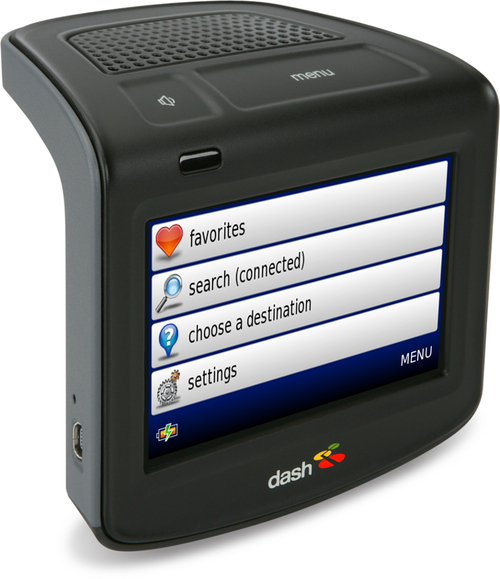 menu
favorites
search (connected)
choose a destination
settings
MENU
dash